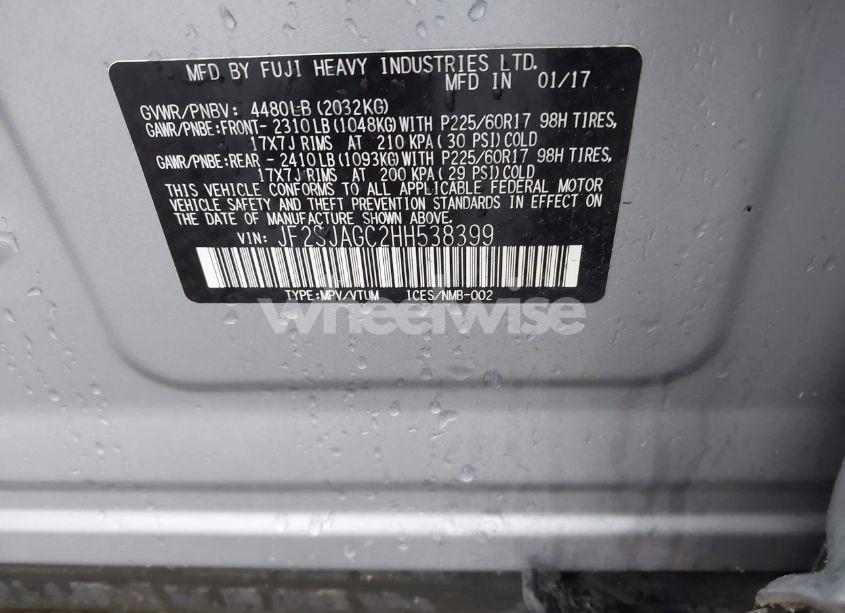 MFD BY FUJI HEAVY INDUSTRIES LTD.
MFD IN 01/17
GVWR/PNBV: 4480LB(2032KG)
GAWR/PNBE:FRONT- 2310LB(1048KG)WITH P225/60R17 98H TIRES,
17X7J RIMS AT 210 KPA(30 PSI)COLD
GAWR/PNBE:REAR - 2410LB(1093KG)WITH P225/60R17 98H TIRES,
17X7J RIMS AT 200 KPA(29 PSI)COLD
THIS VEHICLE CONFORMS TO ALL APPLICABLE FEDERAL MOTOR
VEHICLE SAFETY AND THEFT PREVENTION STANDARDS IN EFFECT ON
THE DATE OF MANUFACTURE SHOWN ABOVE.
VIN: JF2SJAGC2HH538399
TYPE:MPV/VTUM ICES/NMB-002
wheelwise